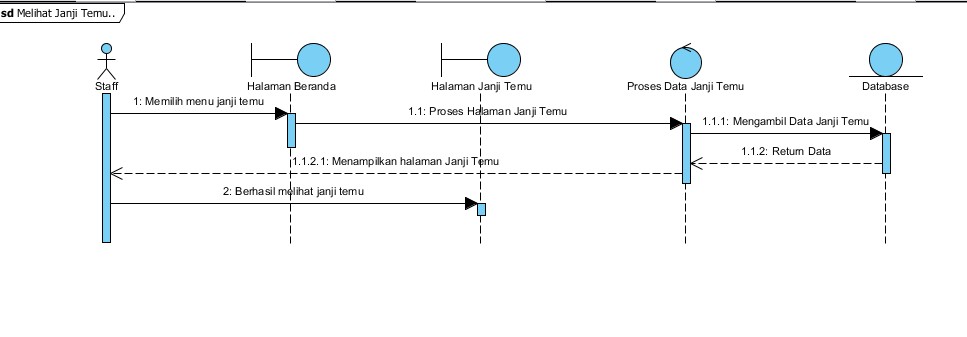 sd Melihat Janji Temu..
Staff
Halaman Beranda
Halaman Janji Temu
Proses Data Janji Temu
Database
1: Memilih menu janji temu
1.1: Proses Halaman Janji Temu
1.1.1: Mengambil Data Janji Temu
1.1.2: Return Data
1.1.2.1: Menampilkan halaman Janji Temu
2: Berhasil melihat janji temu